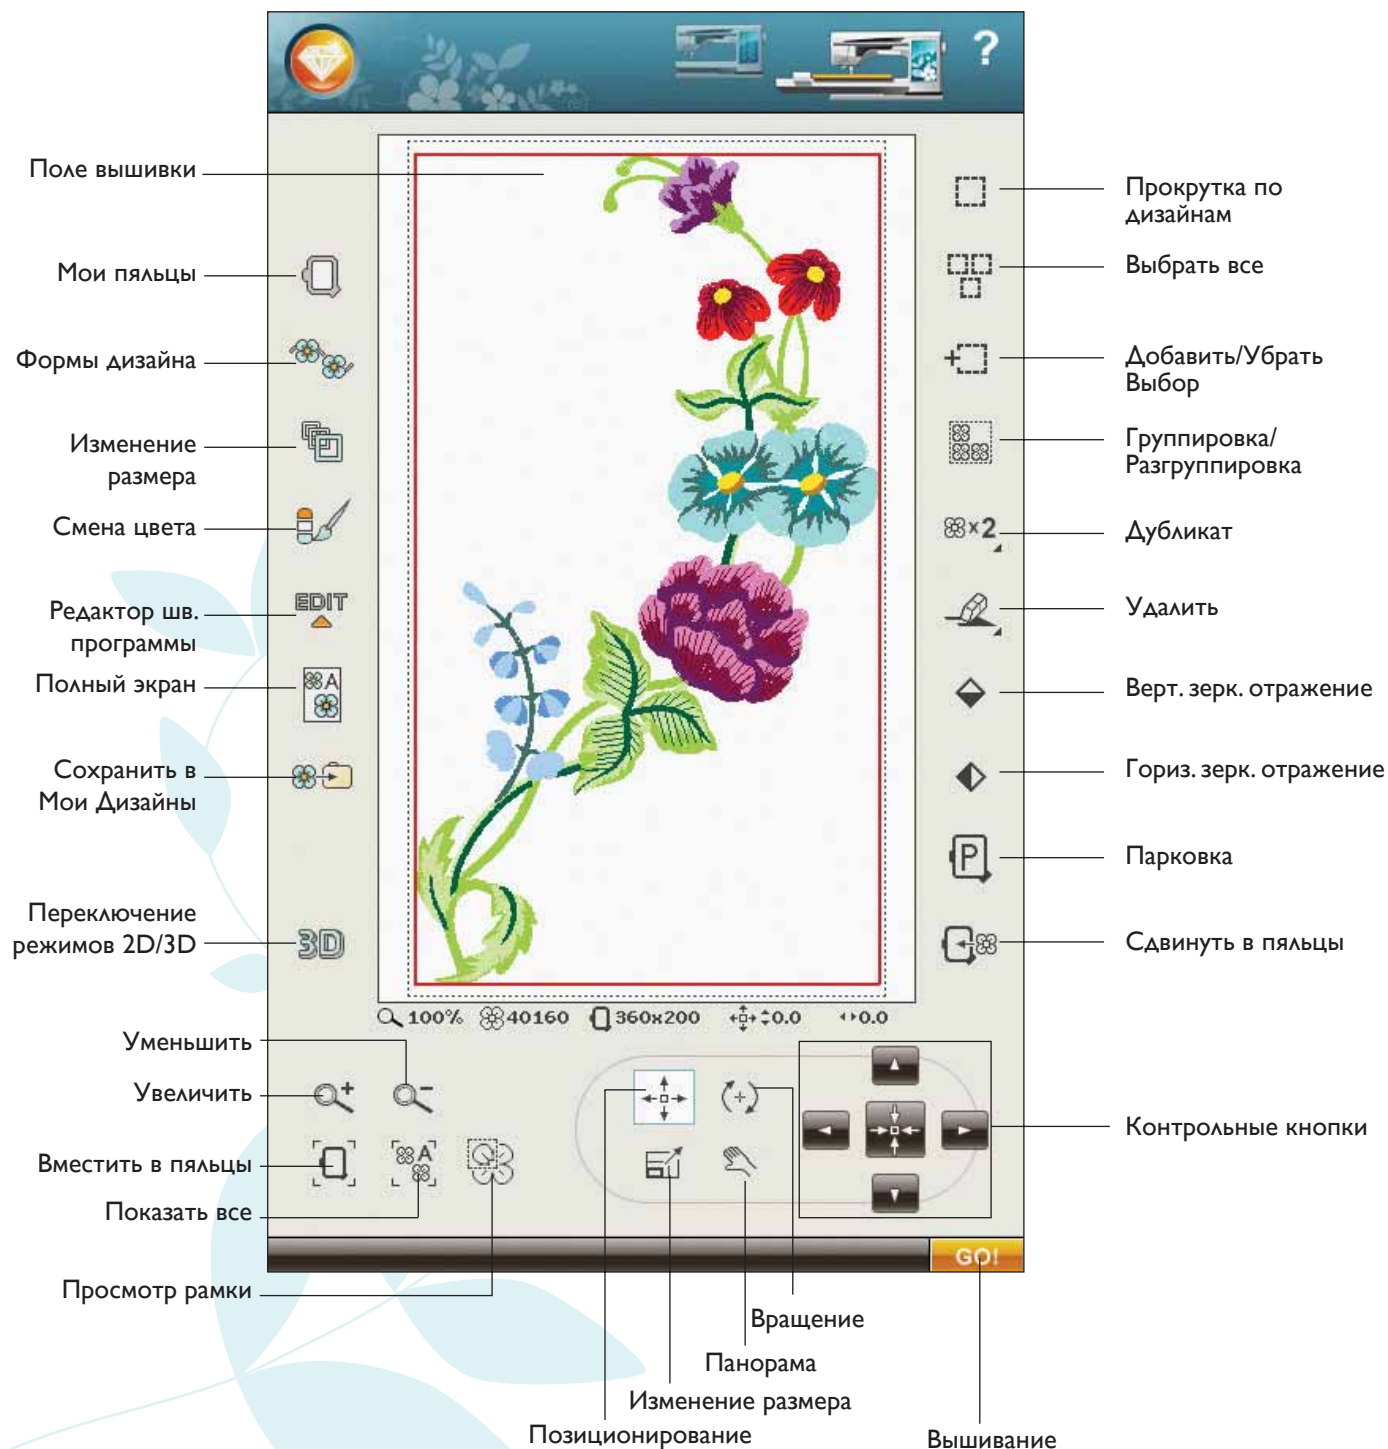 ?
Поле вышивки
Мои пяльцы
Формы дизайна
Изменение
размера
Смена цвета
Редактор шв.
программы
Полный экран
Сохранить в
Мои Дизайны
Переключение
режимов 2D/3D
EDIT
A
3D
Прокрутка по
дизайнам
Выбрать все
Добавить/Убрать
Выбор
Группировка/
Разгруппировка
Дубликат
Удалить
Верт. зерк. отражение
Гориз. зерк. отражение
Парковка
Сдвинуть в пяльцы
×2
P
100% 40160 360x200 0.0 0.0
Уменьшить
Увеличить
Вместить в пяльцы
Показать все
Просмотр рамки
A
Контрольные кнопки
GO!
Вращение
Панорама
Изменение размера
Позиционирование
Вышивание